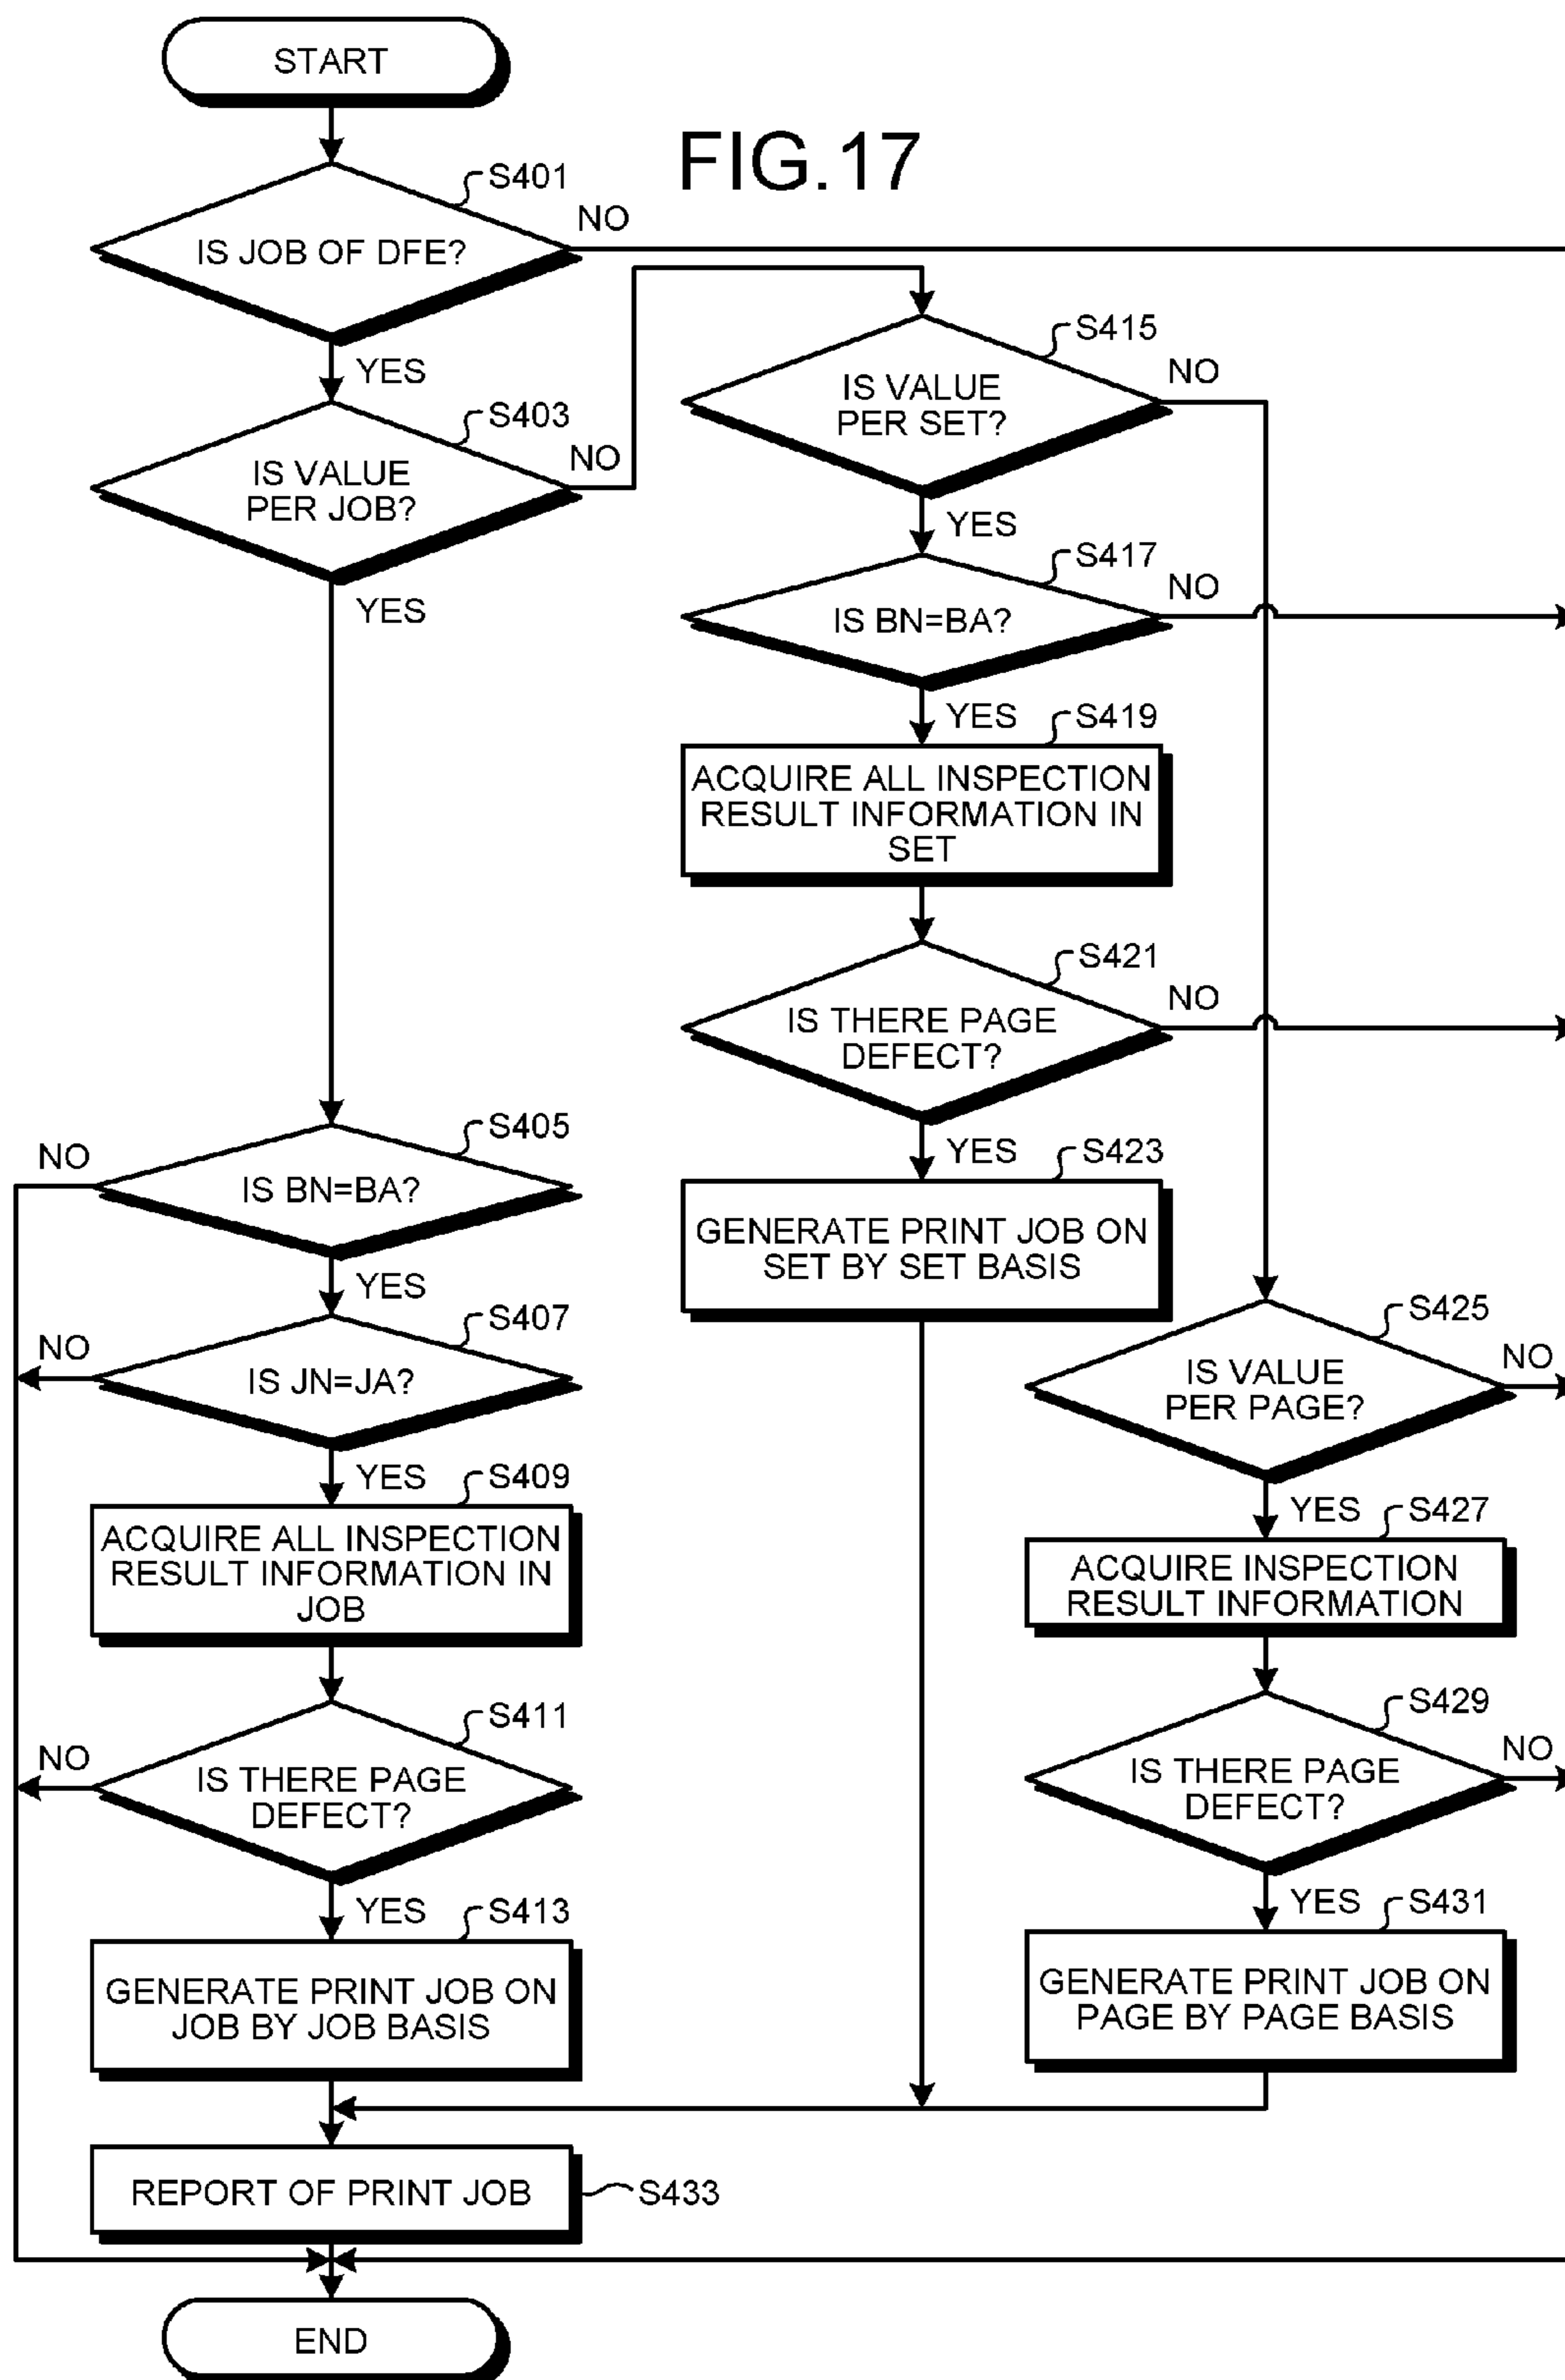 FIG.17
START
S401
IS JOB OF DFE?
NO
YES
S403
IS VALUE
PER JOB?
NO
YES
S405
IS BN=BA?
NO
YES
S407
IS JN=JA?
NO
YES
S409
ACQUIRE ALL INSPECTION
RESULT INFORMATION IN
JOB
S411
IS THERE PAGE
DEFECT?
NO
YES
S413
GENERATE PRINT JOB ON
JOB BY JOB BASIS
S415
IS VALUE
PER SET?
NO
YES
S417
IS BN=BA?
NO
YES
S419
ACQUIRE ALL INSPECTION
RESULT INFORMATION IN
SET
S421
IS THERE PAGE
DEFECT?
NO
YES
S423
GENERATE PRINT JOB ON
SET BY SET BASIS
S425
IS VALUE
PER PAGE?
NO
YES
S427
ACQUIRE INSPECTION
RESULT INFORMATION
S429
IS THERE PAGE
DEFECT?
NO
YES
S431
GENERATE PRINT JOB ON
PAGE BY PAGE BASIS
REPORT OF PRINT JOB
S433
END